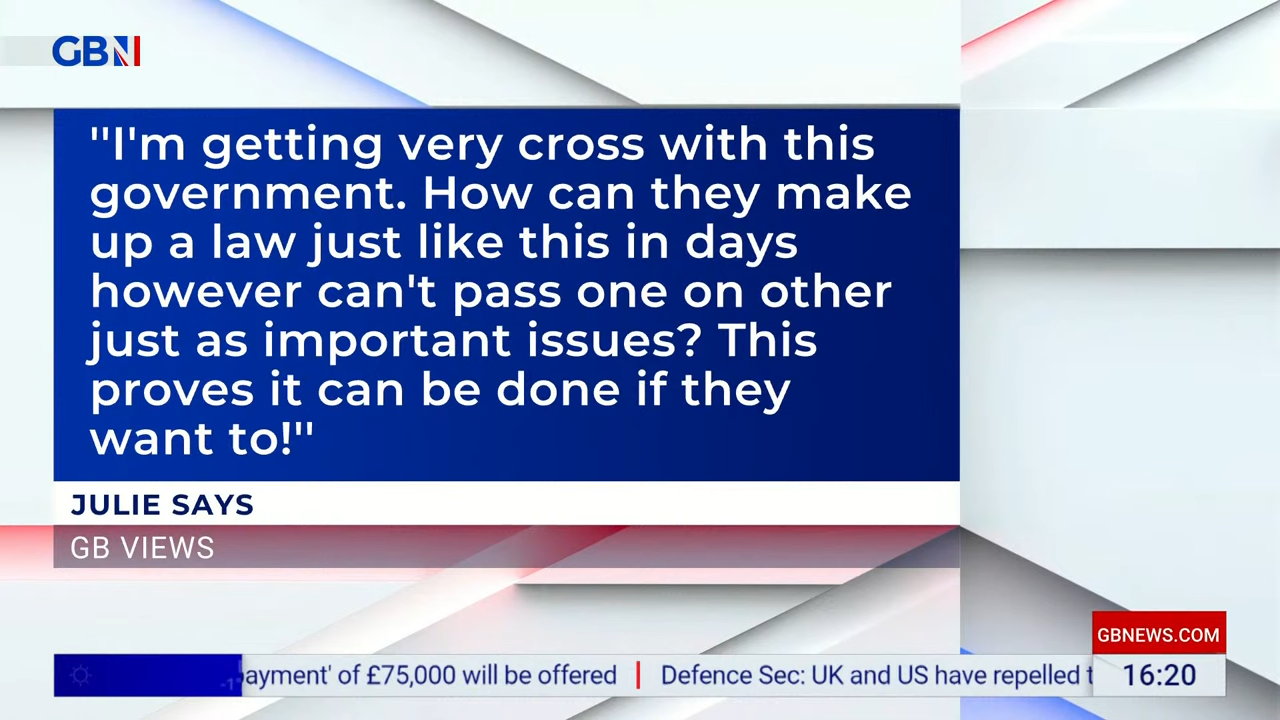 GBN
"I'm getting very cross with this
government. How can they make
up a law just like this in days
however can't pass one on other
just as important issues? This
proves it can be done if they
want to!"
JULIE SAYS
GB VIEWS
GBNEWS.COM
ayment' of £75,000 will be offered | Defence Sec: UK and US have repelled
16:20